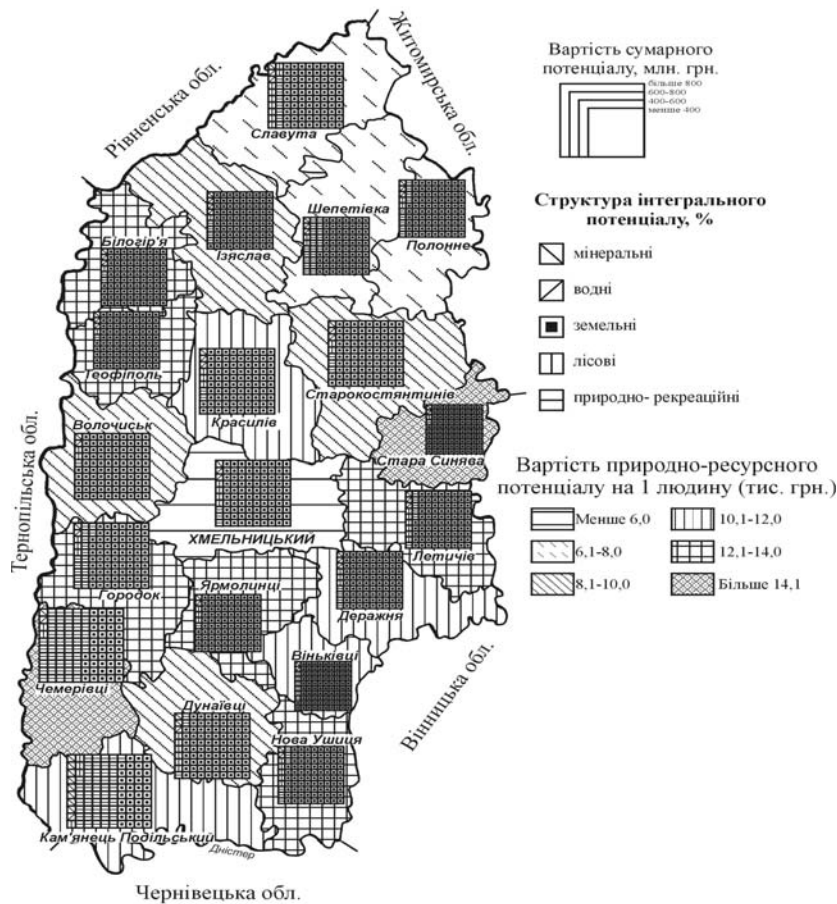 Рівненська обл.
Житомирська обл.
Славута
Шепетівка
Полонне
Ізяслав
Білогір'я
Теофіполь
Красилів
Старокостянтинів
Волочиськ
Стара Синява
ХМЕЛЬНИЦЬКИЙ
Летичів
Тернопільська обл.
Городок
Ярмолинці
Деражня
Віньківці
Чемерівці
Дунаївці
Нова Ушиця
Вінницька обл.
Кам'янець Подільський
Дністер
Чернівецька обл.
Вартість сумарного
потенціалу, млн. грн.
більше 800
600-800
400-600
менше 400
Структура інтегрального
потенціалу, %
мінеральні
водні
земельні
лісові
природно- рекреаційні
Вартість природно-ресурсного
потенціалу на 1 людину (тис. грн.)
Менше 6,0
10,1-12,0
6,1-8,0
12,1-14,0
8,1-10,0
Більше 14,1